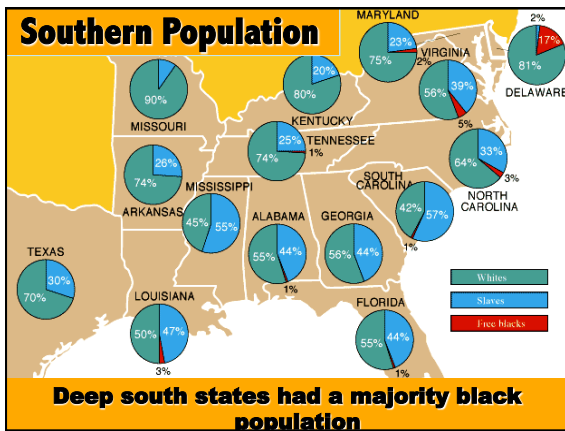 Southern Population
MARYLAND
23%
75%
2%
VIRGINIA
39%
56%
5%
2%
17%
81%
DELAWARE
90%
MISSOURI
20%
80%
KENTUCKY
25%
74%
TENNESSEE
1%
33%
64%
3%
NORTH
CAROLINA
26%
74%
ARKANSAS
MISSISSIPPI
45%
55%
ALABAMA
55%
44%
1%
GEORGIA
56%
44%
SOUTH
CAROLINA
42%
57%
1%
TEXAS
30%
70%
LOUISIANA
50%
47%
3%
FLORIDA
55%
44%
1%
Whites
Slaves
Free blacks
Deep south states had a majority black
population